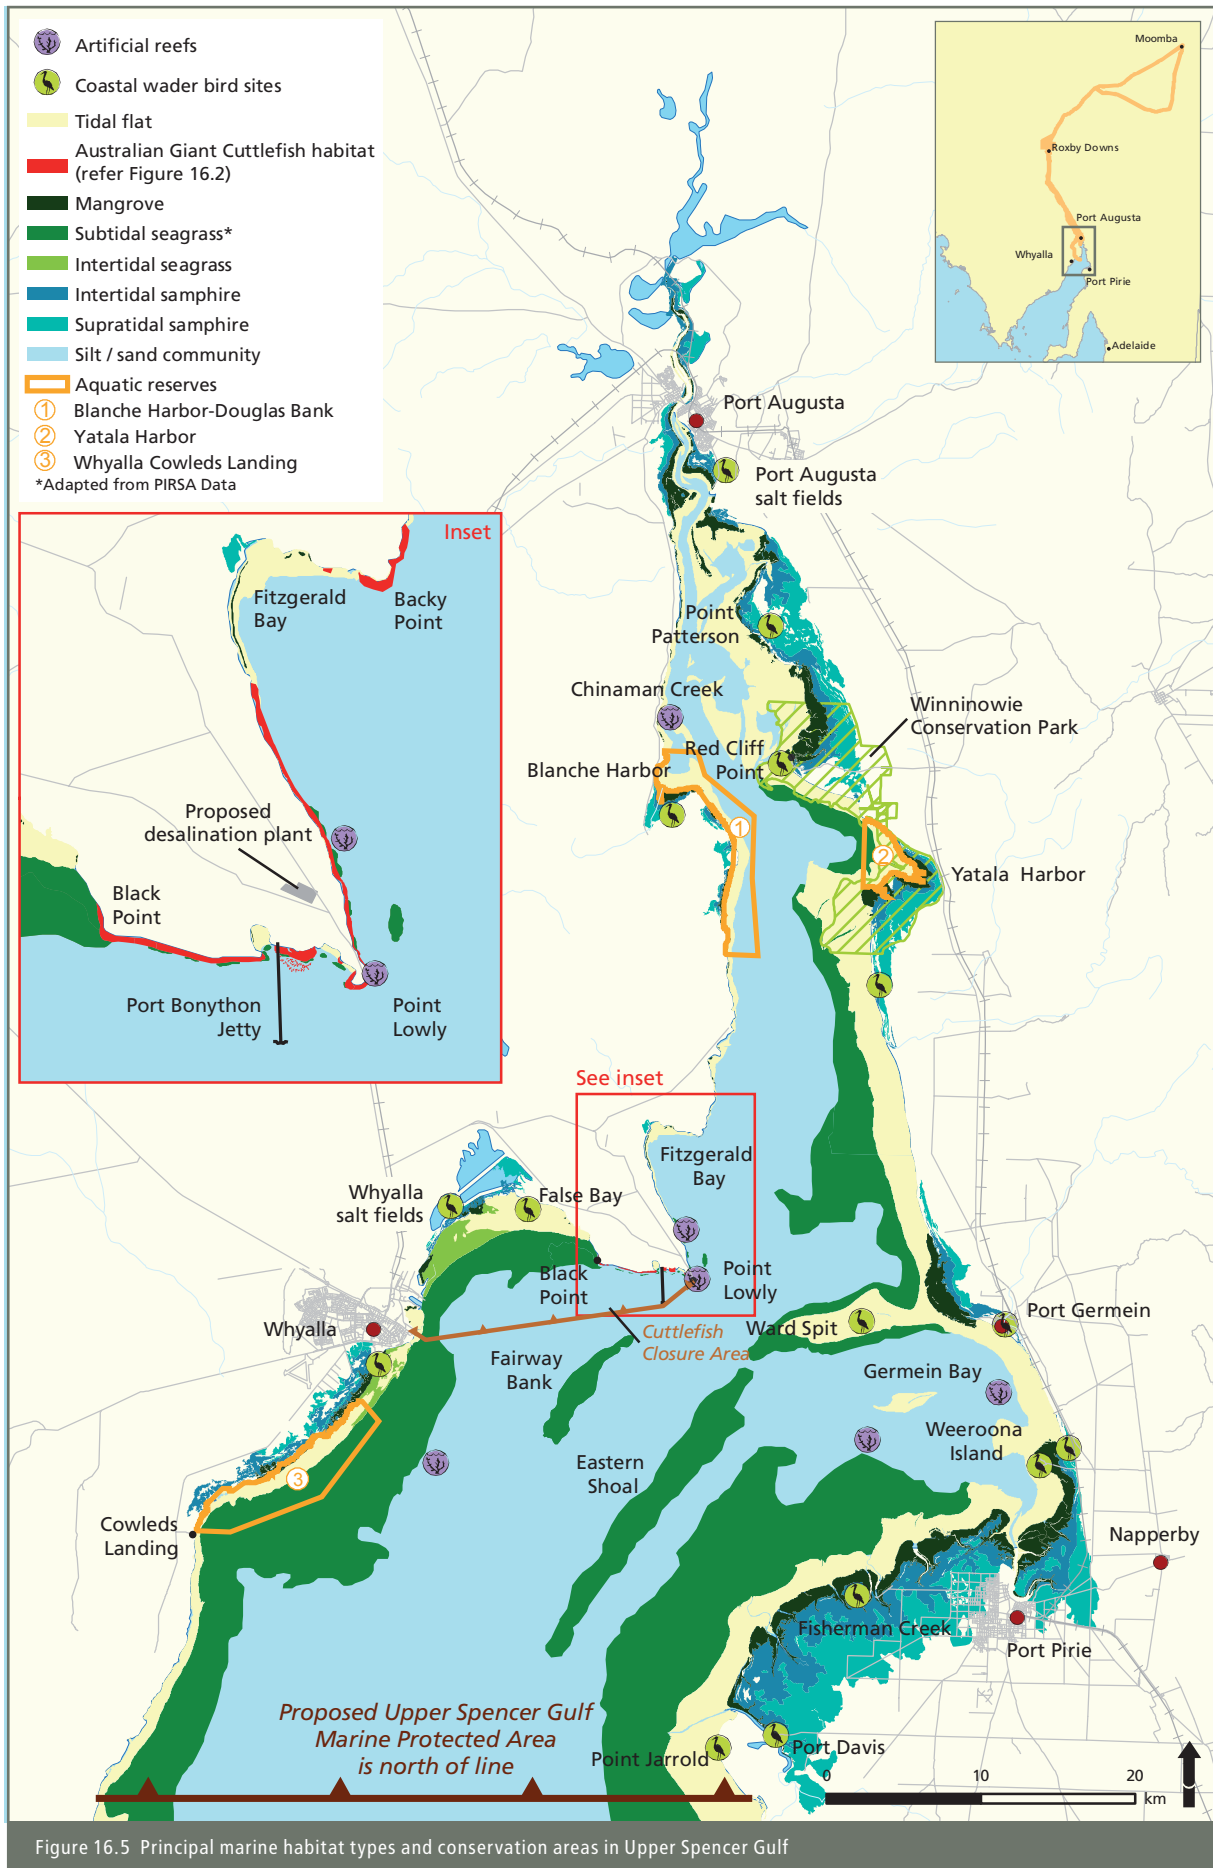 Artificial reefs
Coastal wader bird sites
Tidal flat
Australian Giant Cuttlefish habitat
(refer Figure 16.2)
Mangrove
Subtidal seagrass*
Intertidal seagrass
Intertidal samphire
Supratidal samphire
Silt / sand community
Aquatic reserves
1 Blanche Harbor-Douglas Bank
2 Yatala Harbor
3 Whyalla Cowleds Landing
*Adapted from PIRSA Data
Moomba
Roxby Downs
Port Augusta
Whyalla
Port Pirie
Adelaide
Inset
Fitzgerald
Bay
Backy
Point
Proposed
desalination plant
Black
Point
Port Bonython
Jetty
Point
Lowly
Port Augusta
Port Augusta
salt fields
Point
Patterson
Chinaman Creek
Winninowie
Conservation Park
Red Cliff
Point
Blanche Harbor
1
2
Yatala Harbor
See inset
Fitzgerald
Bay
Whyalla
salt fields
False Bay
Black
Point
Point
Lowly
Port Germein
Whyalla
Cuttlefish
Closure Area
Ward Spit
Fairway
Bank
Germein Bay
Weeroona
Island
Eastern
Shoal
3
Cowleds
Landing
Napperby
Fisherman Creek
Port Pirie
Proposed Upper Spencer Gulf
Marine Protected Area
is north of line
Point Jarrold
Port Davis
0 10 20
km
Figure 16.5 Principal marine habitat types and conservation areas in Upper Spencer Gulf